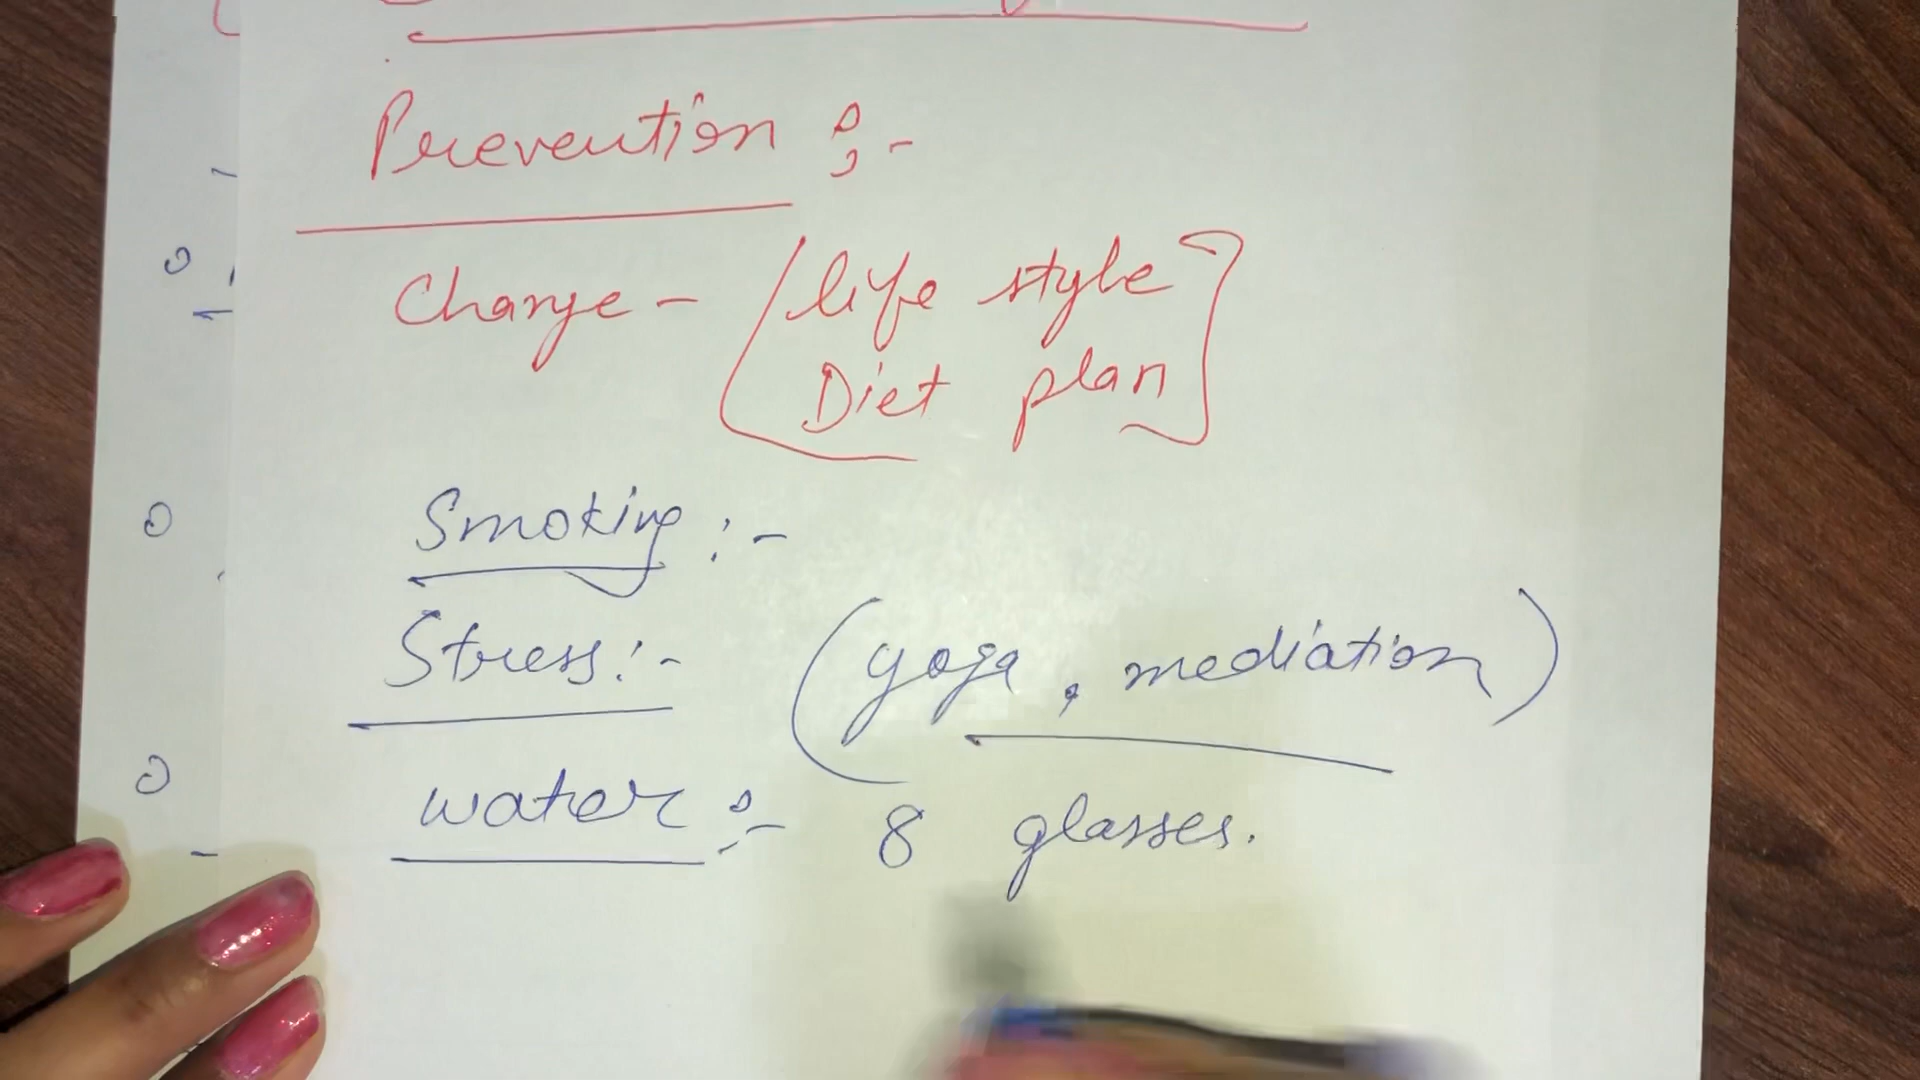 Prevention :-
Change - [life style
Diet plan]
Smoking :-
Stress :- (yoga, mediation)
water :- 8 glasses.